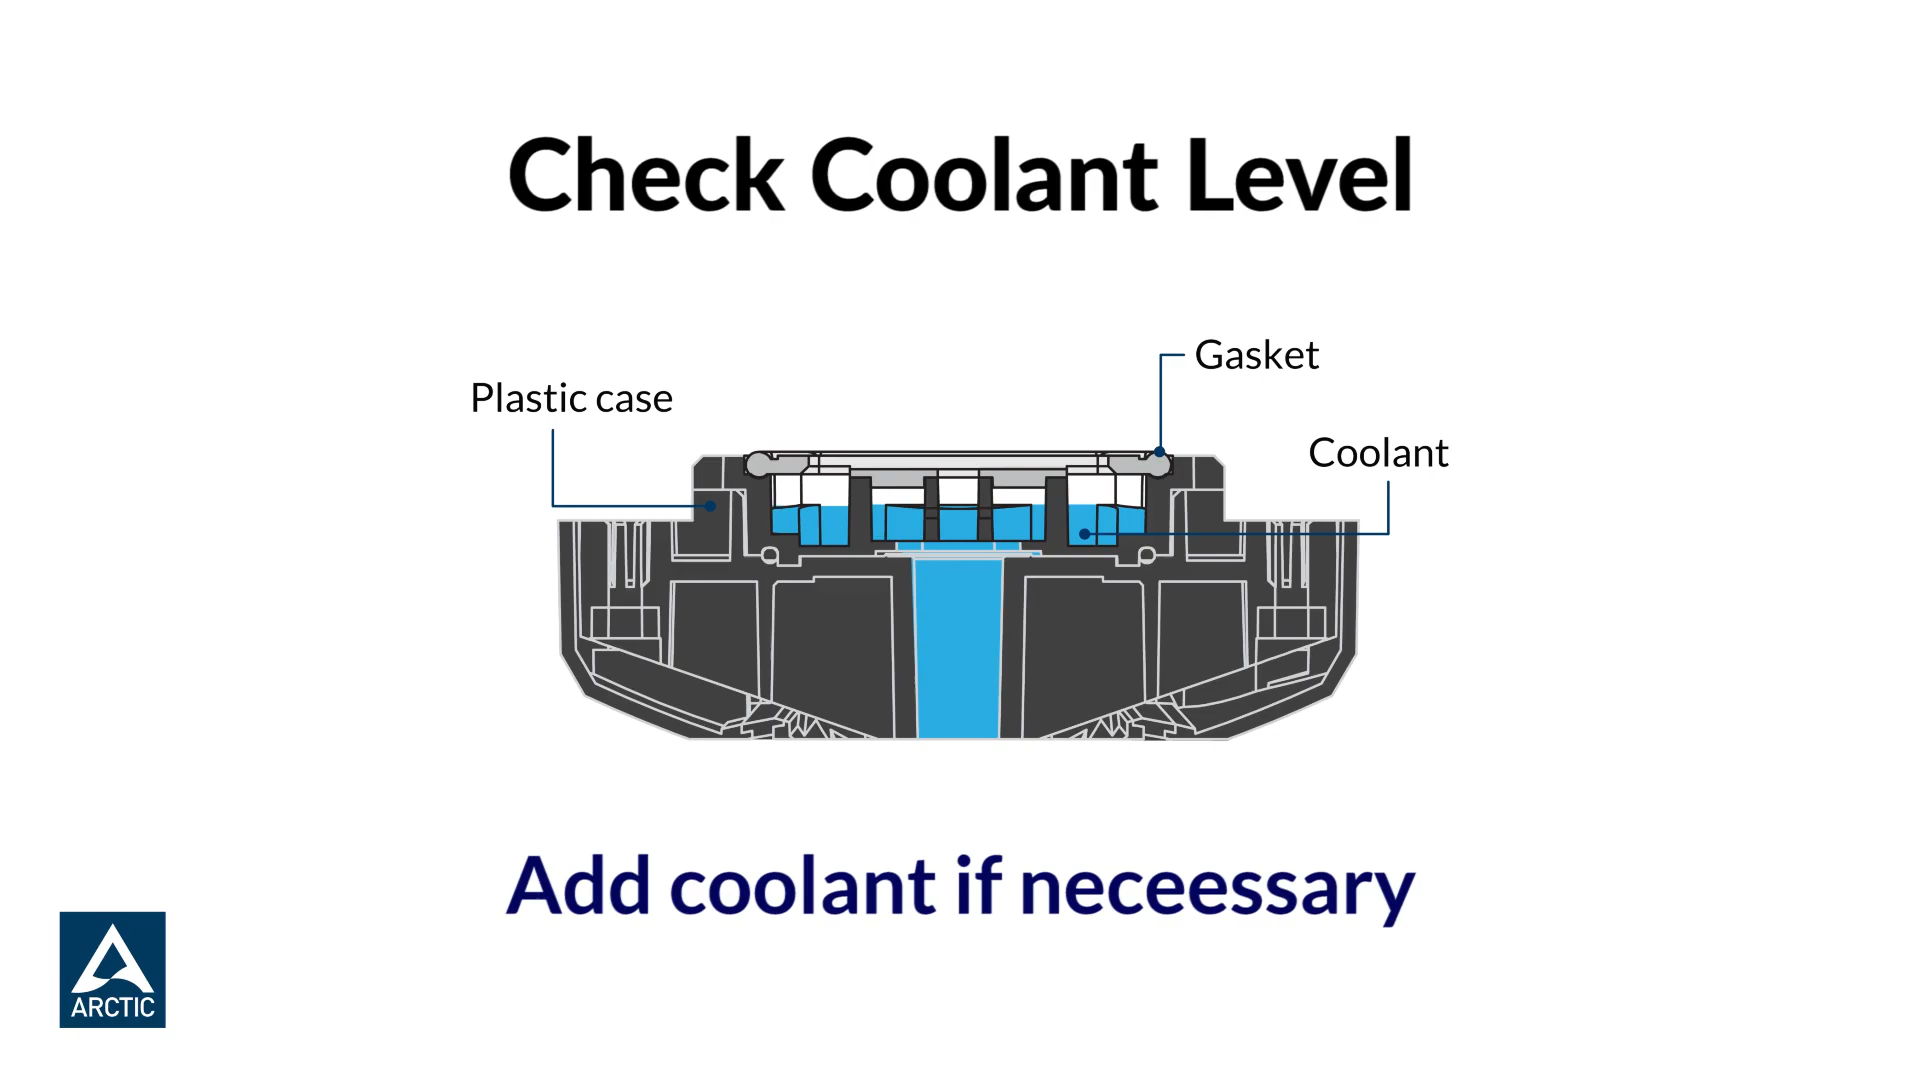 Check Coolant Level
Gasket
Plastic case
Coolant
Add coolant if neceessary
ARCTIC